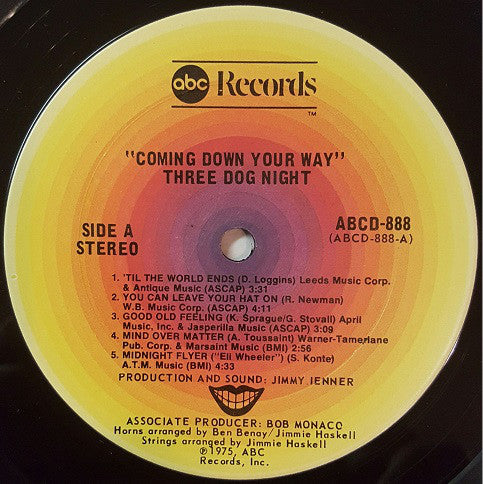 abc Records
TM
"COMING DOWN YOUR WAY"
THREE DOG NIGHT
SIDE A
STEREO
ABCD-888
(ABCD-888-A)
1. 'TIL THE WORLD ENDS (D. Loggins) Leeds Music Corp.
& Antique Music (ASCAP) 3:31
2. YOU CAN LEAVE YOUR HAT ON (R. Newman)
W.B. Music Corp. (ASCAP) 4:11
3. GOOD OLD FEELING (K. Sprague/G. Stovall) April
Music, Inc. & Jasperilla Music (ASCAP) 3:09
4. MIND OVER MATTER (A. Toussaint) Warner-Tamerlane
Pub. Corp. & Marsaint Music (BMI) 2:56
5. MIDNIGHT FLYER ("Eli Wheeler") (S. Konte)
A.T.M. Music (BMI) 4:33
PRODUCTION AND SOUND: JIMMY IENNER
ASSOCIATE PRODUCER: BOB MONACO
Horns arranged by Ben Benay/Jimmie Haskell
Strings arranged by Jimmie Haskell
℗1975, ABC
Records, Inc.